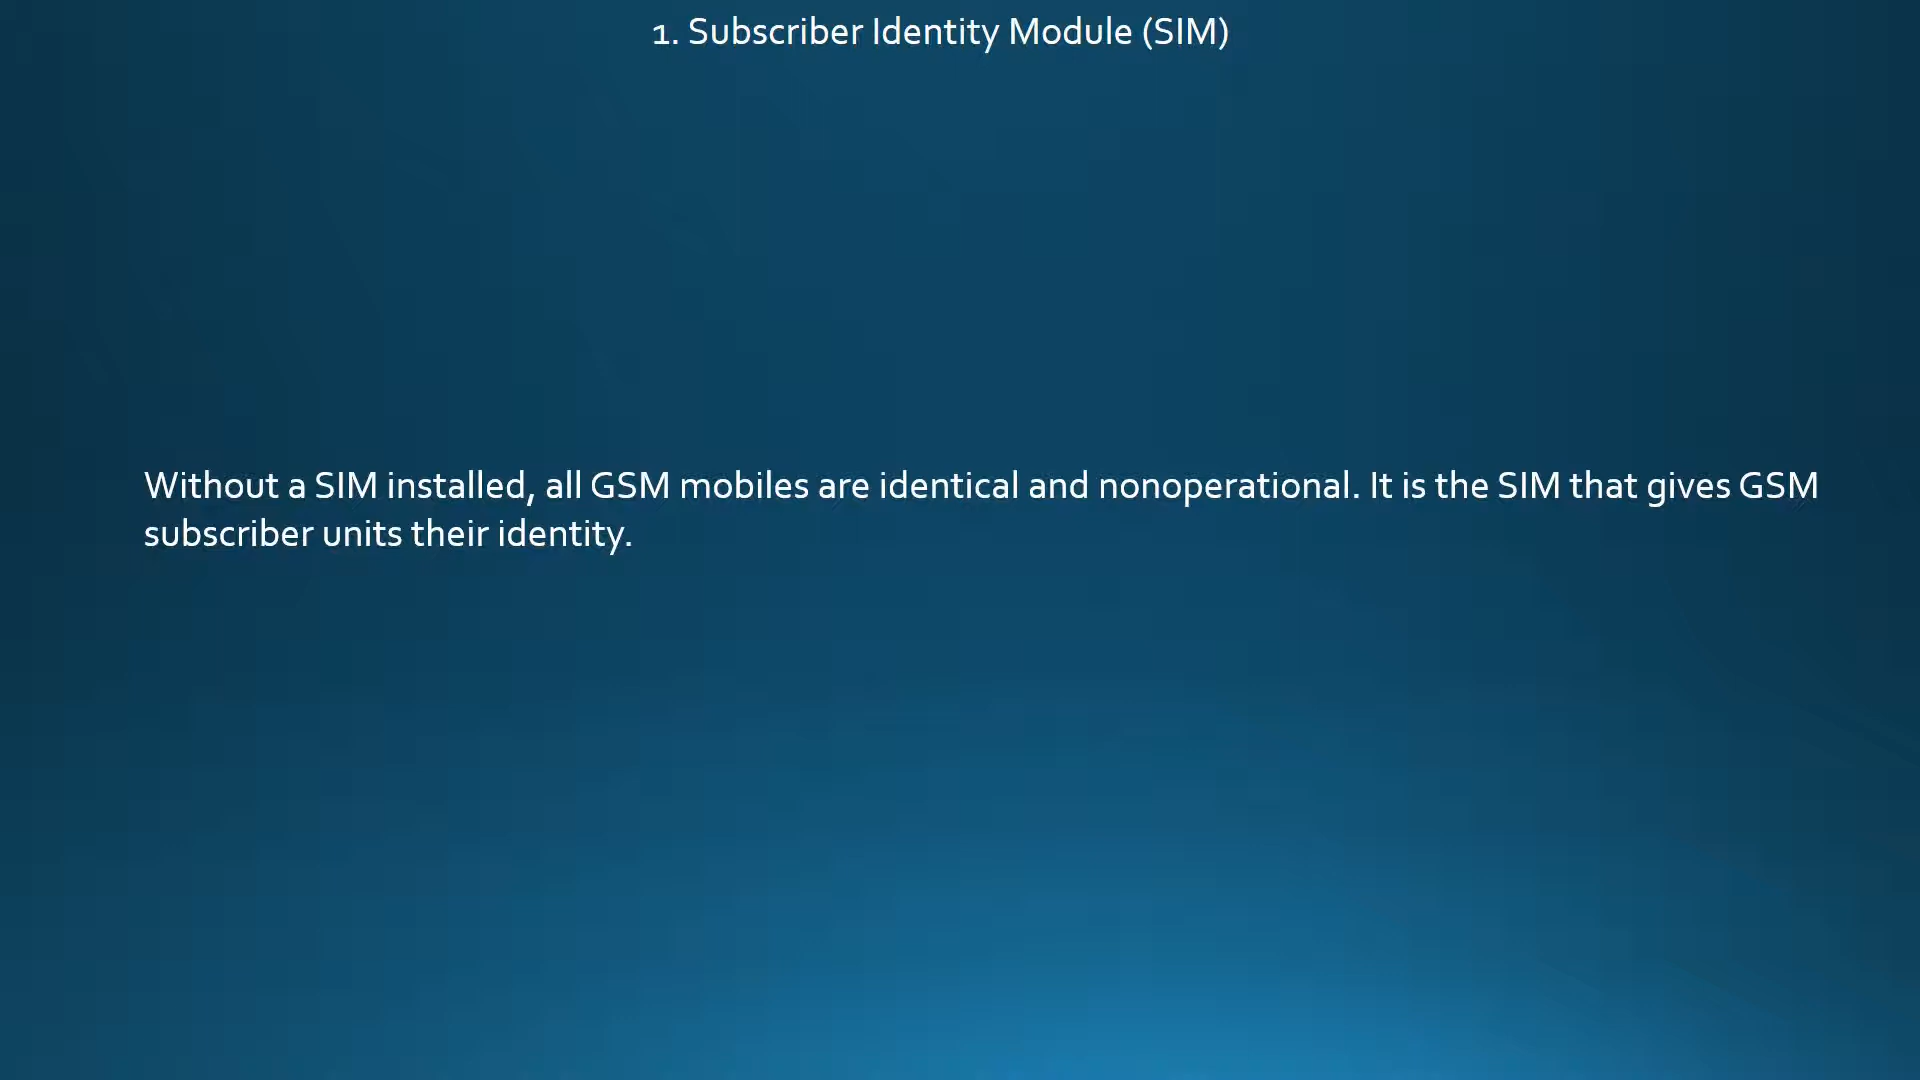 1. Subscriber Identity Module (SIM)
Without a SIM installed, all GSM mobiles are identical and nonoperational. It is the SIM that gives GSM
subscriber units their identity.